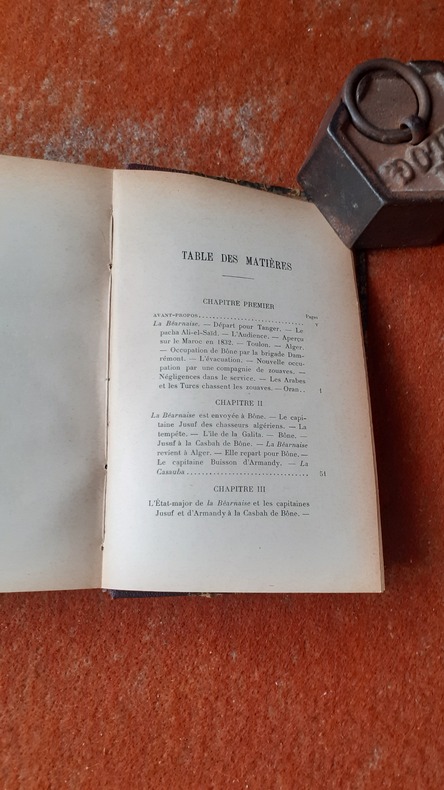 TABLE DES MATIÈRES
CHAPITRE PREMIER
Pages
AVANT-PROPOS. . . . . . . . . . . . . . . . . . . . . . . . . . . . v
La Béarnaise. — Départ pour Tanger. — Le
pacha Ali-el-Saïd. — L'Audience. — Aperçu
sur le Maroc en 1832. — Toulon. — Alger.
— Occupation de Bône par la brigade Dam-
rémont. — L'évacuation. — Nouvelle occu-
pation par une compagnie de zouaves. —
Négligences dans le service. — Les Arabes
et les Turcs chassent les zouaves. — Oran. . 1
CHAPITRE II
La Béarnaise est envoyée à Bône. — Le capi-
taine Jusuf des chasseurs algériens. — La
tempête. — L'île de la Galita. — Bône. —
Jusuf à la Casbah de Bône. — La Béarnaise
revient à Alger. — Elle repart pour Bône. —
Le capitaine Buisson d'Armandy. — La
Cassauba . . . . . . . . . . . . . . . . . . . . . . . . . . . . 51
CHAPITRE III
L'État-major de la Béarnaise et les capitaines
Jusuf et d'Armandy à la Casbah de Bône. —